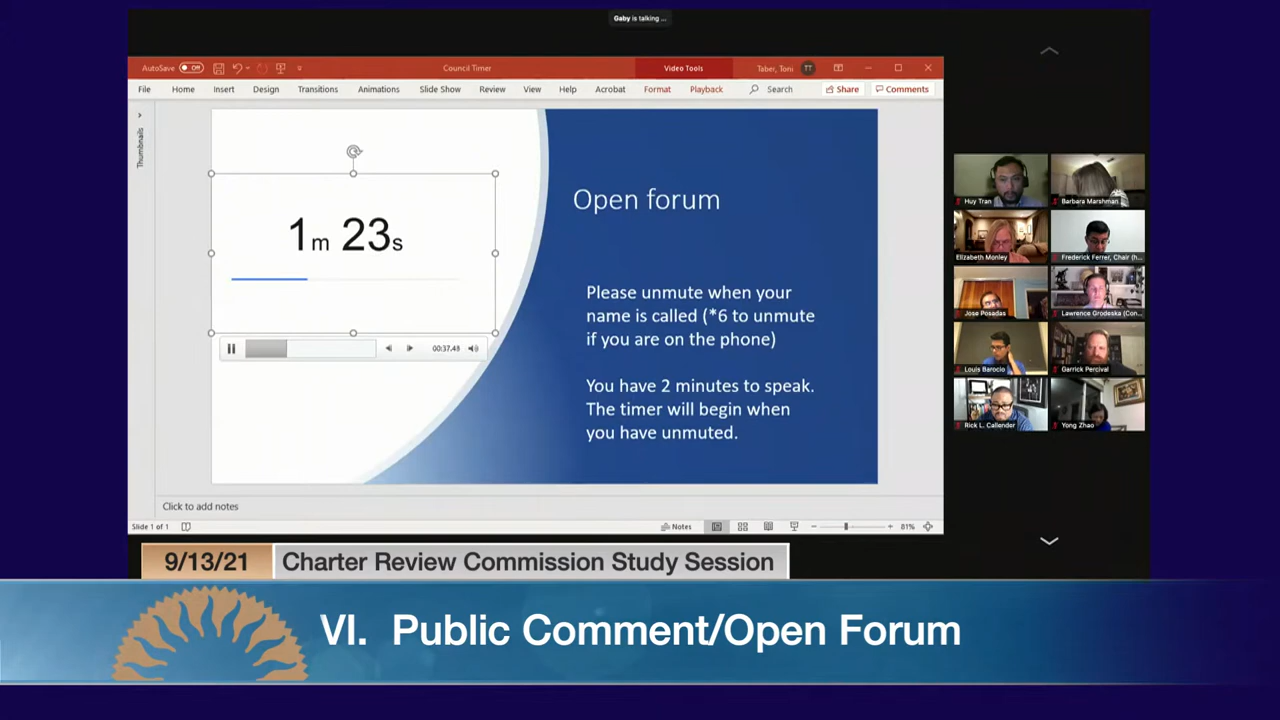 Gaby is talking ...
AutoSave Off
Council Timer
Video Tools
Taber, Toni
TT
File Home Insert Design Transitions Animations Slide Show Review View Help Acrobat Format Playback Search Share Comments
Thumbnails
1m 23s
00:37.48
Open forum
Please unmute when your
name is called (*6 to unmute
if you are on the phone)
You have 2 minutes to speak.
The timer will begin when
you have unmuted.
Click to add notes
Slide 1 of 1
Notes
81%
Huy Tran
Barbara Marshman
Elizabeth Monley
Frederick Ferrer, Chair (h...
Jose Posadas
Lawrence Grodeska (Con...
Louis Barocio
Garrick Percival
Rick L. Callender
Yong Zhao
9/13/21 Charter Review Commission Study Session
VI. Public Comment/Open Forum